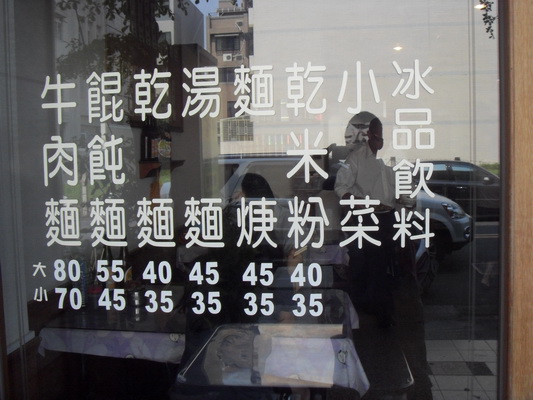 牛肉麵
餛飩麵
乾麵
湯麵
麵焿
乾米粉
小菜
冰品飲料
大 80 55 40 45 45 40
小 70 45 35 35 35 35